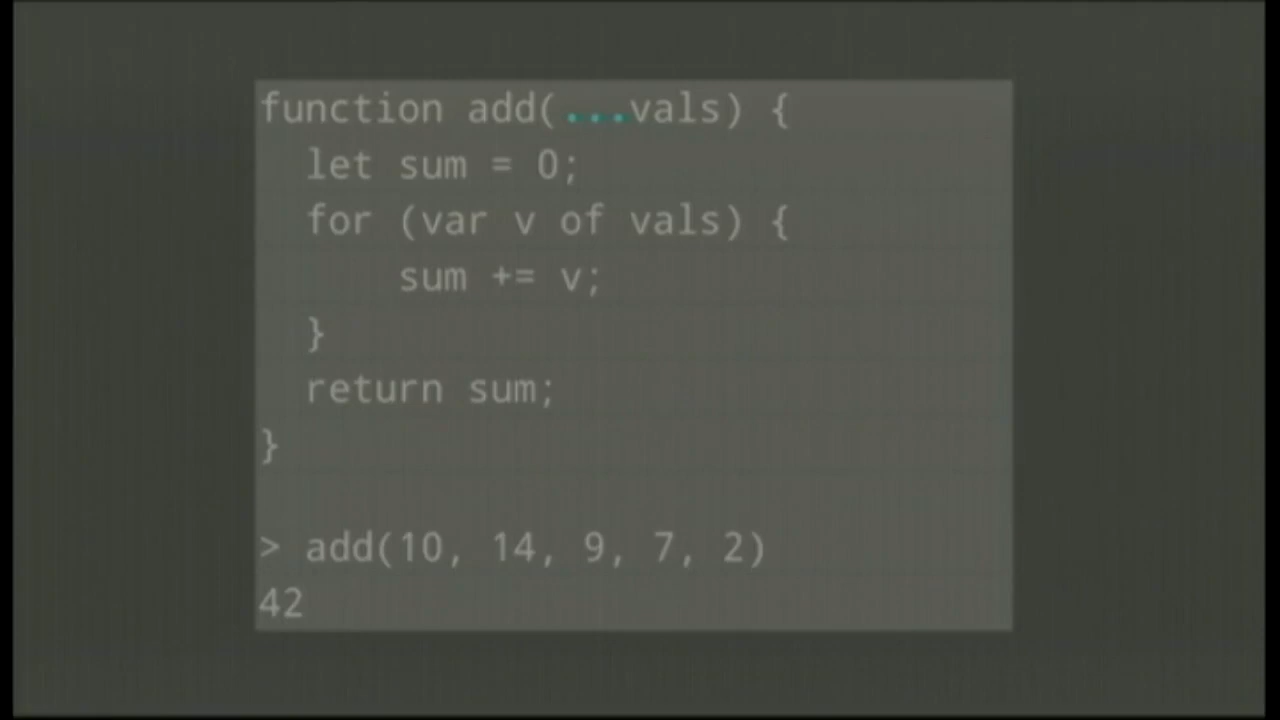 function add(...vals) {
  let sum = 0;
  for (var v of vals) {
      sum += v;
  }
  return sum;
}

> add(10, 14, 9, 7, 2)
42